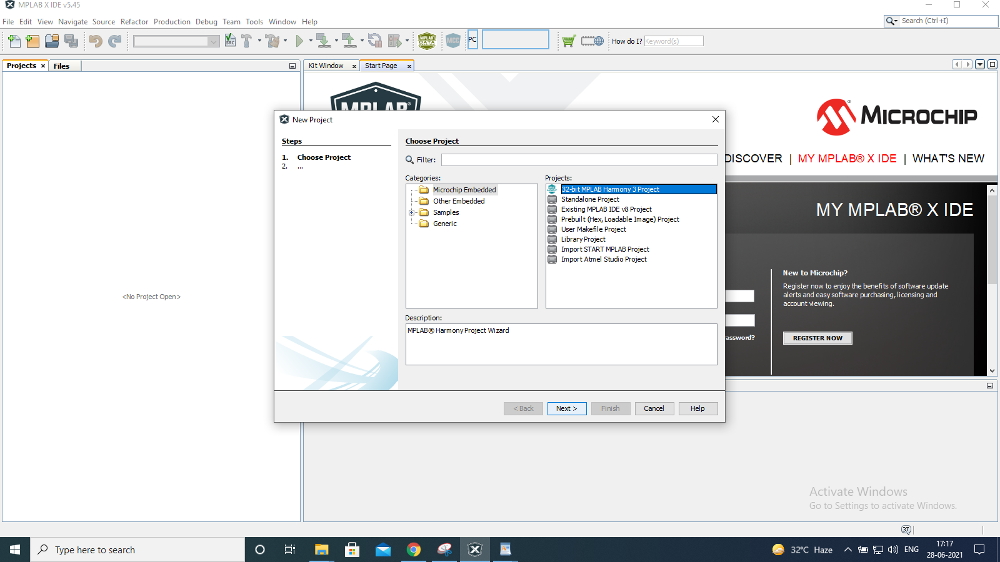 MPLAB X IDE v5.45
File Edit View Navigate Source Refactor Production Debug Team Tools Window Help
Search (Ctrl+I)
SRC
MPLAB
DATA
MCC
PC
How do I? Keyword(s)
Projects
Files
Kit Window
Start Page
MPLAB®
MICROCHIP
DISCOVER | MY MPLAB® X IDE | WHAT'S NEW
MY MPLAB® X IDE
New Project
Steps
1. Choose Project
2. ...
Choose Project
Filter:
Categories:
Microchip Embedded
Other Embedded
Samples
Generic
Projects:
32-bit MPLAB Harmony 3 Project
Standalone Project
Existing MPLAB IDE v8 Project
Prebuilt (Hex, Loadable Image) Project
User Makefile Project
Library Project
Import START MPLAB Project
Import Atmel Studio Project
Description:
MPLAB® Harmony Project Wizard
< Back
Next >
Finish
Cancel
Help
<No Project Open>
New to Microchip?
Register now to enjoy the benefits of software update
alerts and easy software purchasing, licensing and
account viewing.
assword?
REGISTER NOW
Activate Windows
Go to Settings to activate Windows.
37
Type here to search
32°C Haze
ENG
17:17
28-06-2021